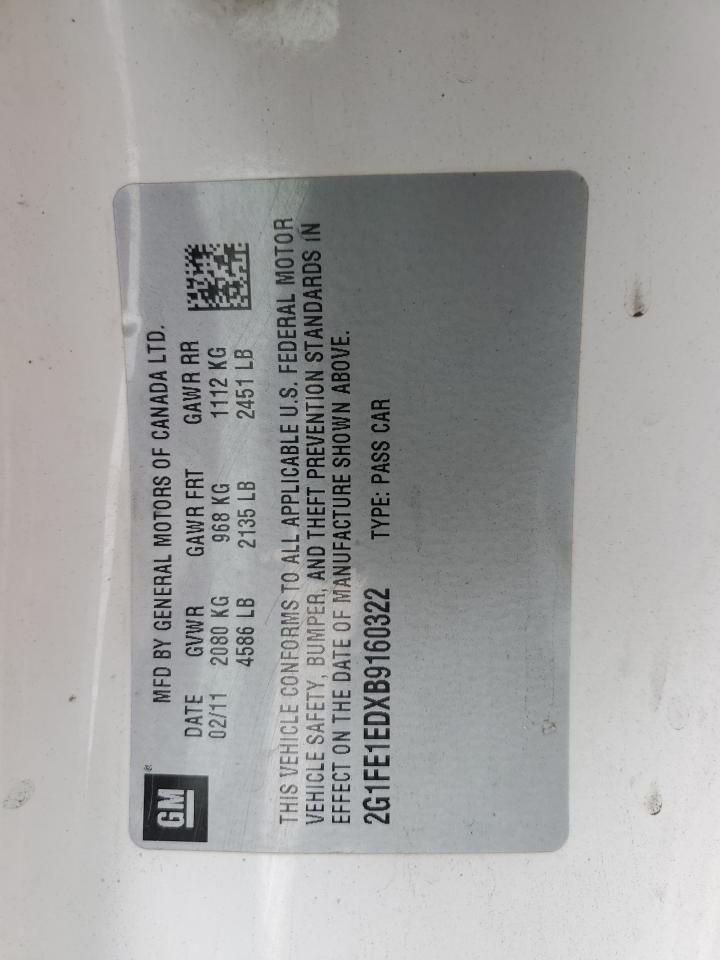 GM®
MFD BY GENERAL MOTORS OF CANADA LTD.
DATE GVWR GAWR FRT GAWR RR
02/11 2080 KG 968 KG 1112 KG
4586 LB 2135 LB 2451 LB
THIS VEHICLE CONFORMS TO ALL APPLICABLE U.S. FEDERAL MOTOR
VEHICLE SAFETY, BUMPER, AND THEFT PREVENTION STANDARDS IN
EFFECT ON THE DATE OF MANUFACTURE SHOWN ABOVE.
2G1FE1EDXB9160322 TYPE: PASS CAR